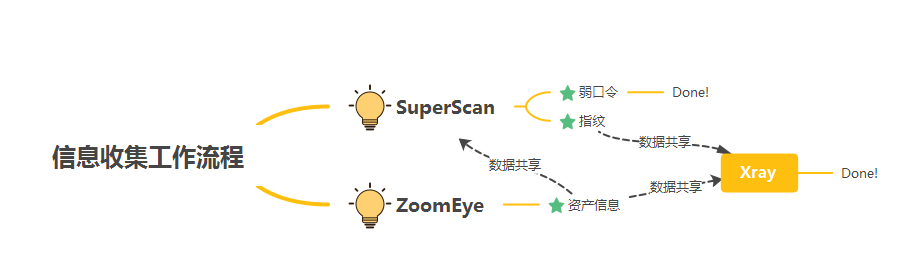 信息收集工作流程
SuperScan
弱口令
Done!
指纹
数据共享
数据共享
Xray
Done!
数据共享
ZoomEye
资产信息